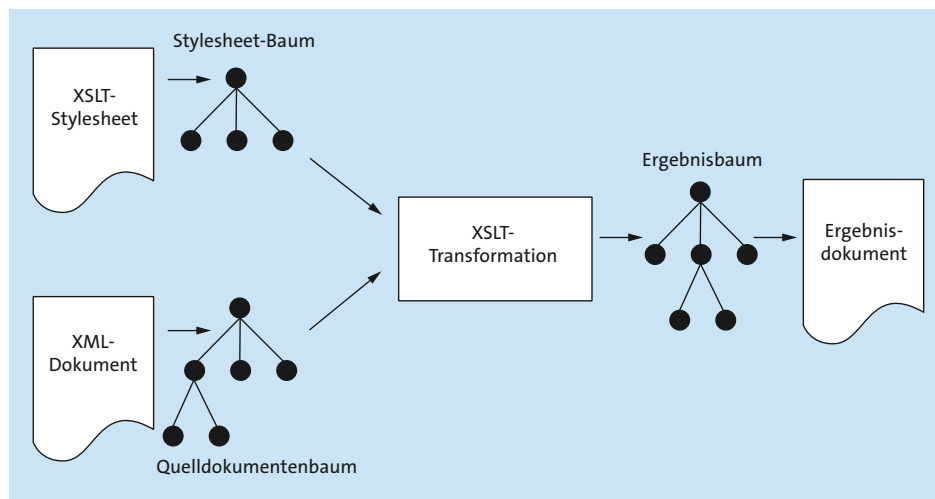 Stylesheet-Baum
XSLT-
Stylesheet
XSLT-
Transformation
Ergebnisbaum
Ergebnis-
dokument
XML-
Dokument
Quelldokumentenbaum